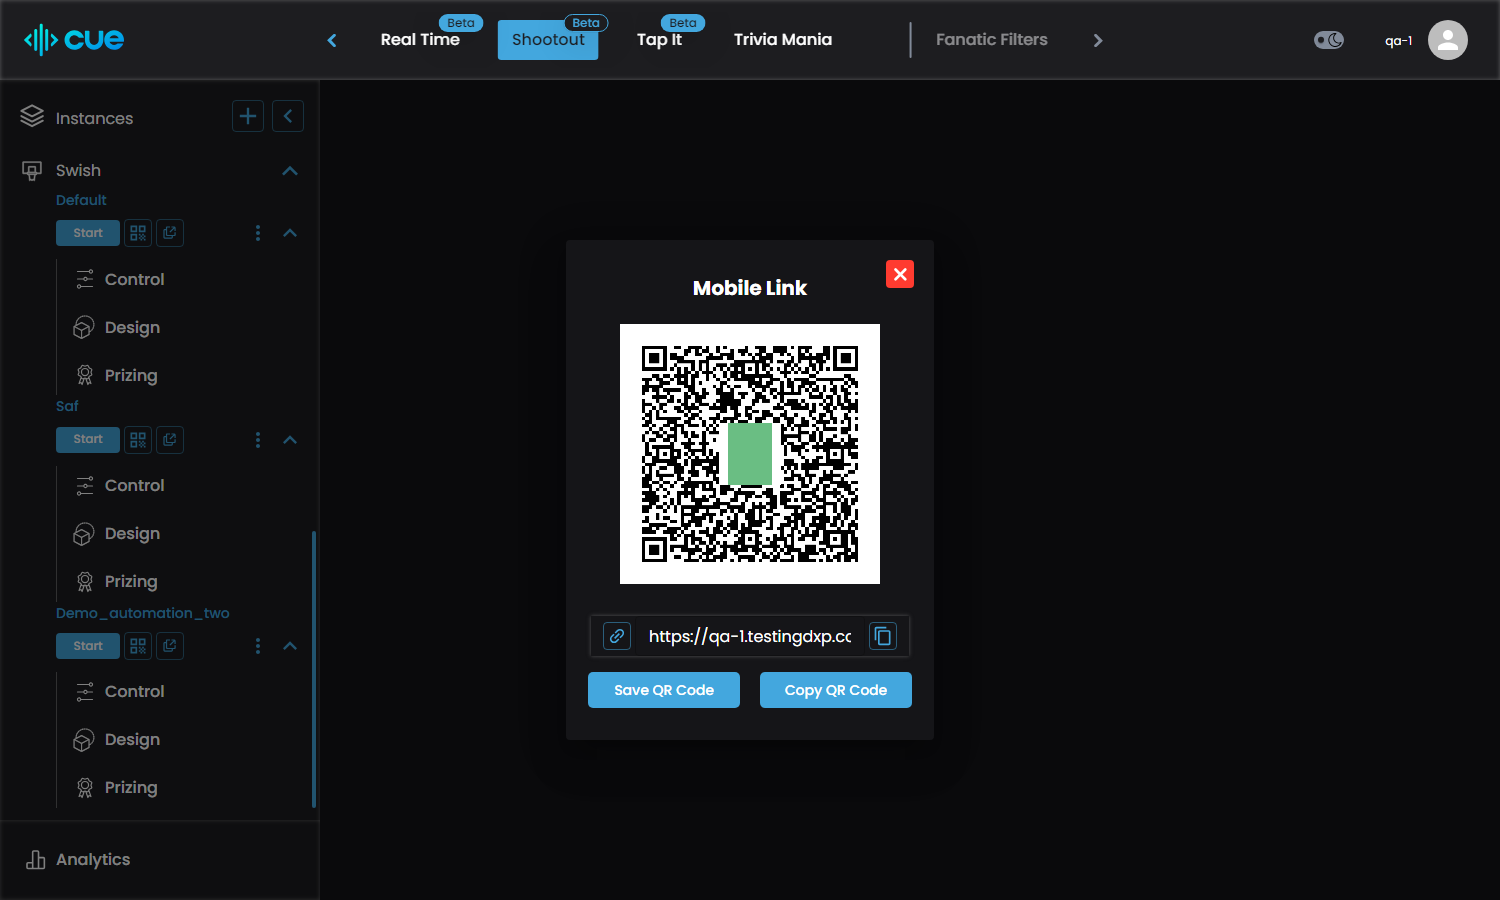 cue
Real Time
Beta
Shootout
Beta
Tap It
Beta
Trivia Mania
Fanatic Filters
qa-1
Instances
Swish
Default
Start
Control
Design
Prizing
Saf
Start
Control
Design
Prizing
Demo_automation_two
Start
Control
Design
Prizing
Analytics
Mobile Link
https://qa-1.testingdxp.cc
Save QR Code
Copy QR Code